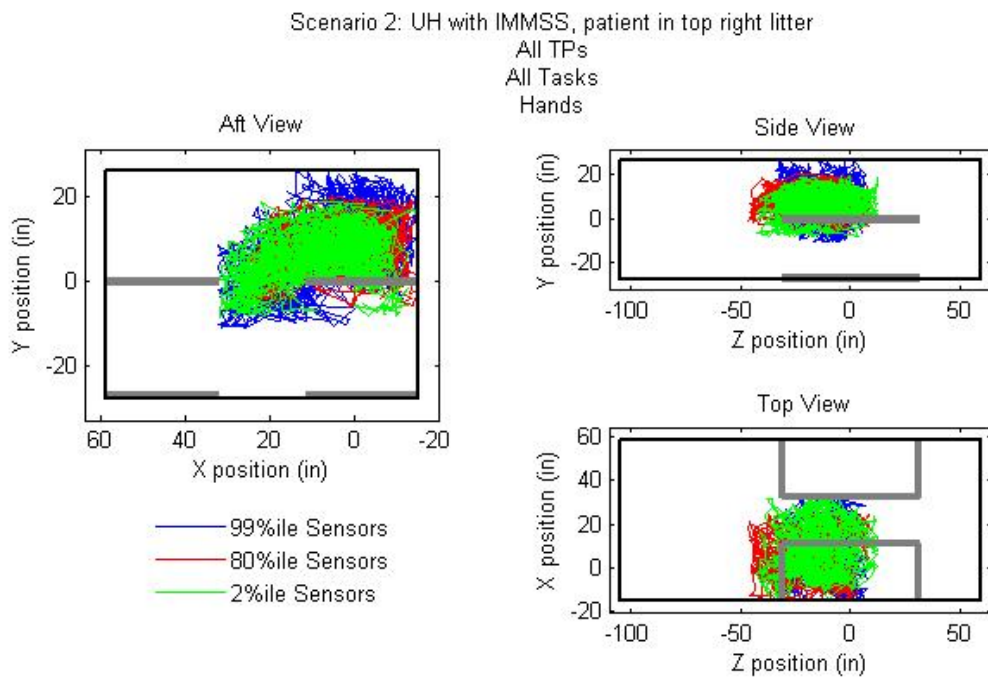 Scenario 2: UH with IMMSS, patient in top right litter
All TPs
All Tasks
Hands
Aft View
20
0
-20
Y position (in)
60
40
20
0
-20
X position (in)
99%ile Sensors
80%ile Sensors
2%ile Sensors
Side View
20
0
-20
Y position (in)
-100
-50
0
50
Z position (in)
Top View
60
40
20
0
-20
X position (in)
-100
-50
0
50
Z position (in)